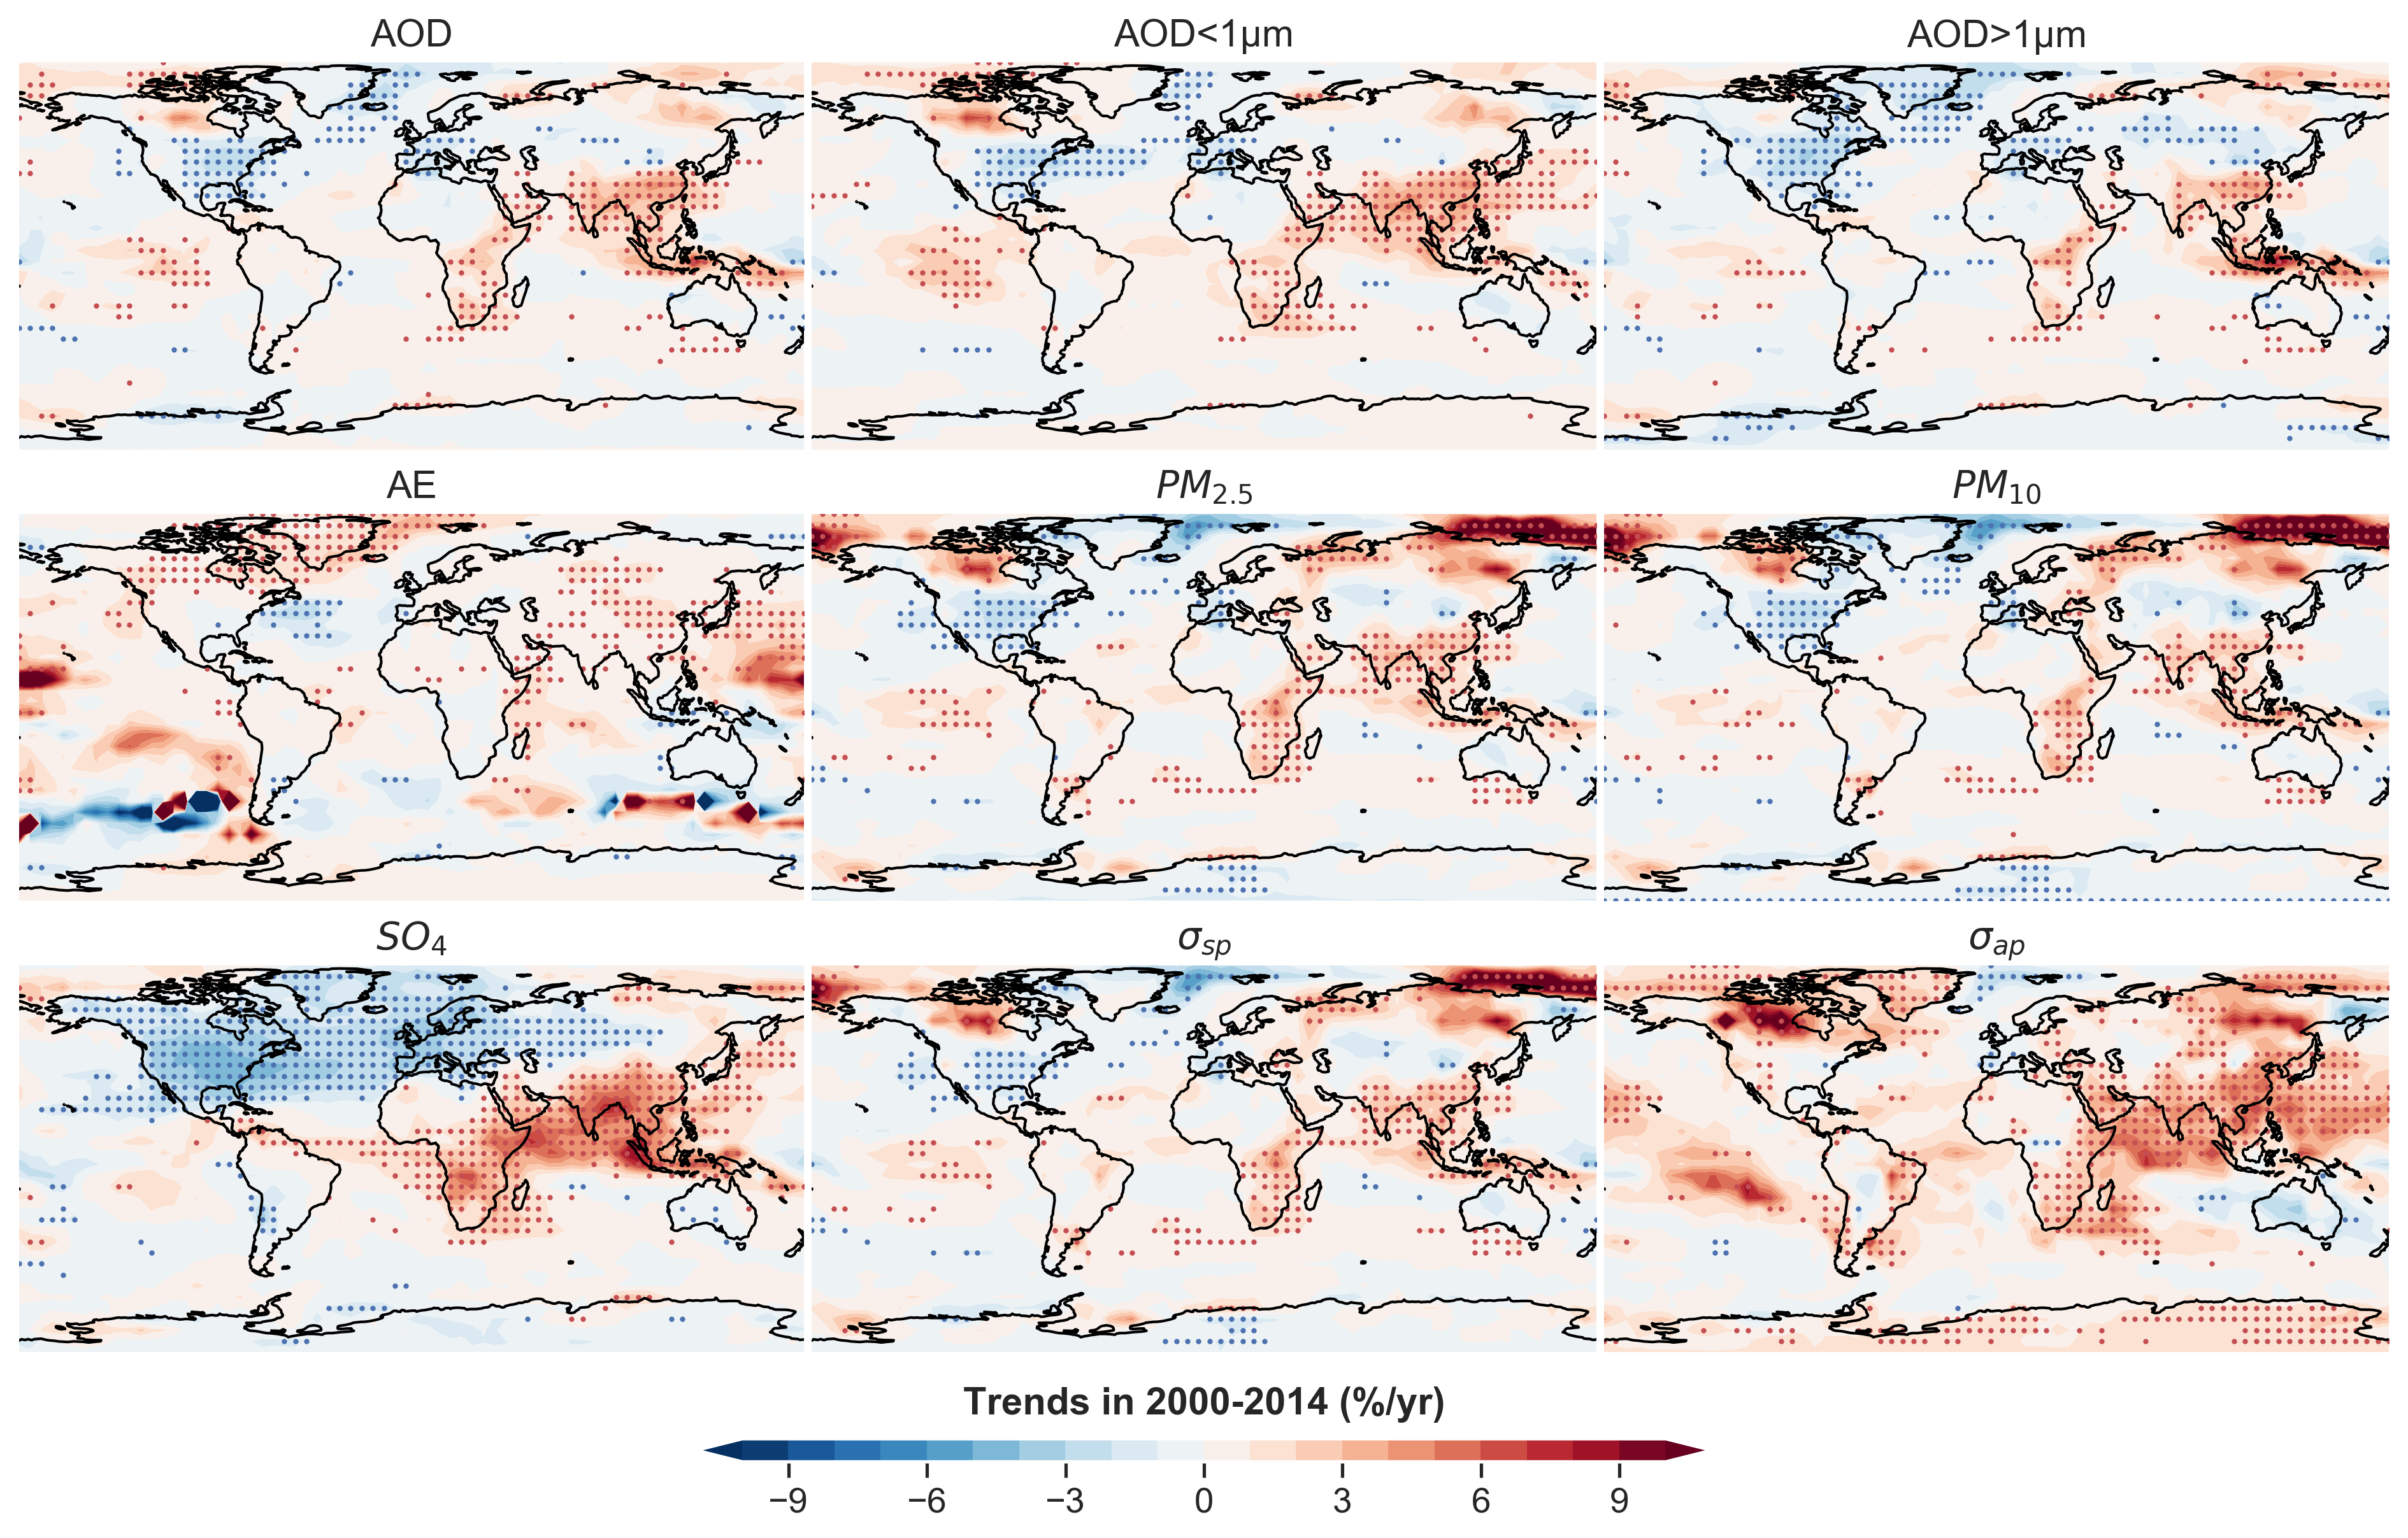 AOD AOD<1μm AOD>1μm
AE PM2.5 PM10
SO4 σsp σap
Trends in 2000-2014 (%/yr)
−9 −6 −3 0 3 6 9